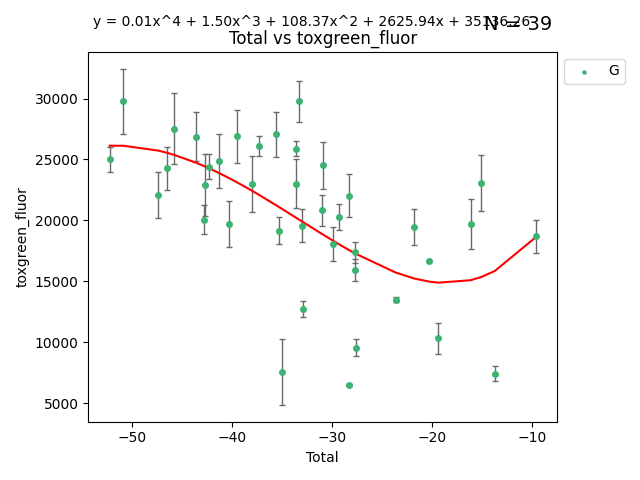 y = 0.01x^4 + 1.50x^3 + 108.37x^2 + 2625.94x + 35136.26
N = 39
Total vs toxgreen_fluor
G
30000
25000
20000
15000
10000
5000
toxgreen_fluor
−50
−40
−30
−20
−10
Total